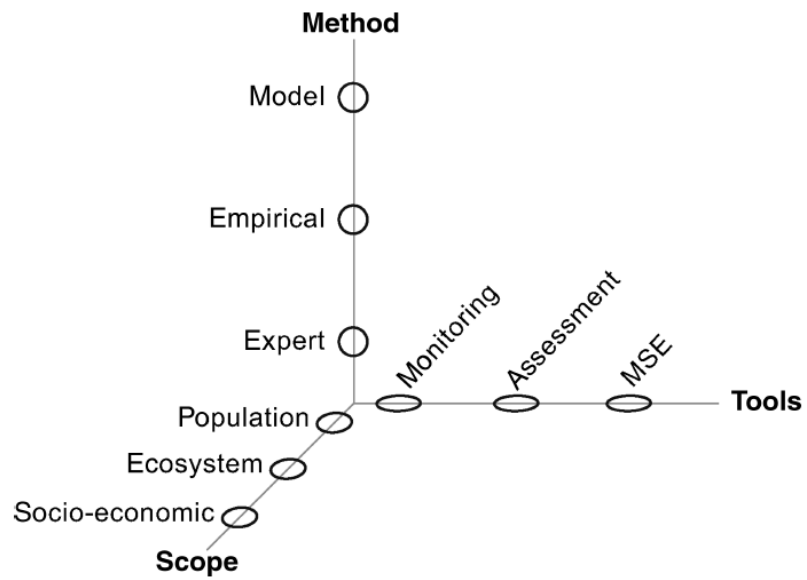 Method
Model
Empirical
Expert
Monitoring
Assessment
MSE
Tools
Population
Ecosystem
Socio-economic
Scope